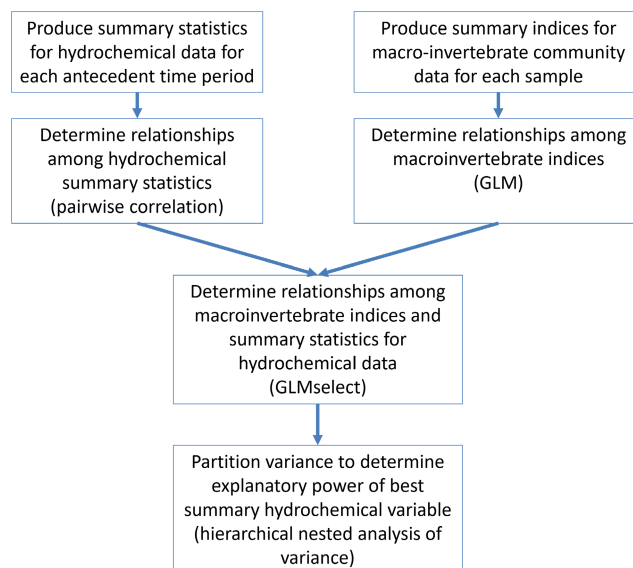 Produce summary statistics
for hydrochemical data for
each antecedent time period
Produce summary indices for
macro-invertebrate community
data for each sample
Determine relationships
among hydrochemical
summary statistics
(pairwise correlation)
Determine relationships among
macroinvertebrate indices
(GLM)
Determine relationships among
macroinvertebrate indices and
summary statistics for
hydrochemical data
(GLMselect)
Partition variance to determine
explanatory power of best
summary hydrochemical variable
(hierarchical nested analysis of
variance)